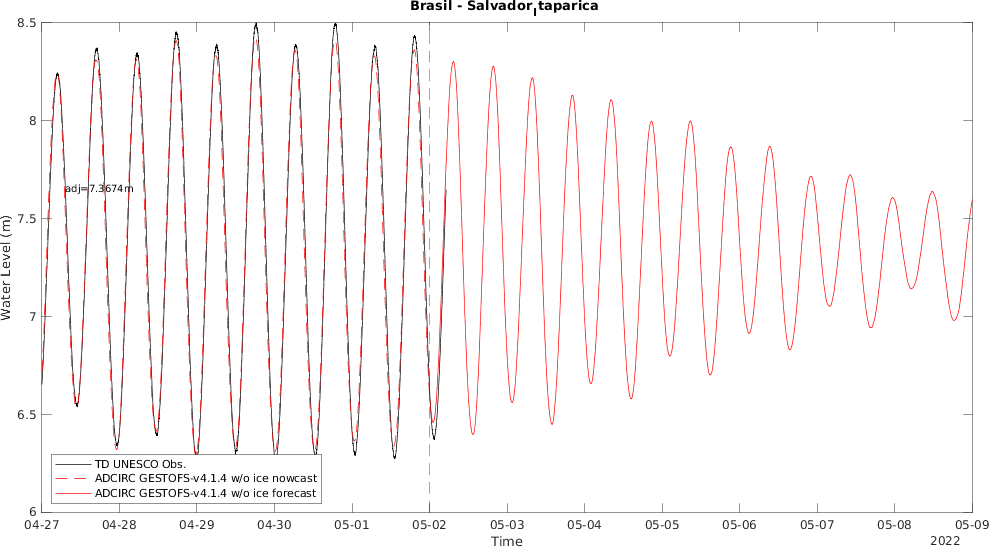 Brasil - Salvador_Itaparica
8.5
8
7.5
7
6.5
6
Water Level (m)
adj=7.3674m
TD UNESCO Obs.
ADCIRC GESTOFS-v4.1.4 w/o ice nowcast
ADCIRC GESTOFS-v4.1.4 w/o ice forecast
04-27 04-28 04-29 04-30 05-01 05-02 05-03 05-04 05-05 05-06 05-07 05-08 05-09
Time
2022